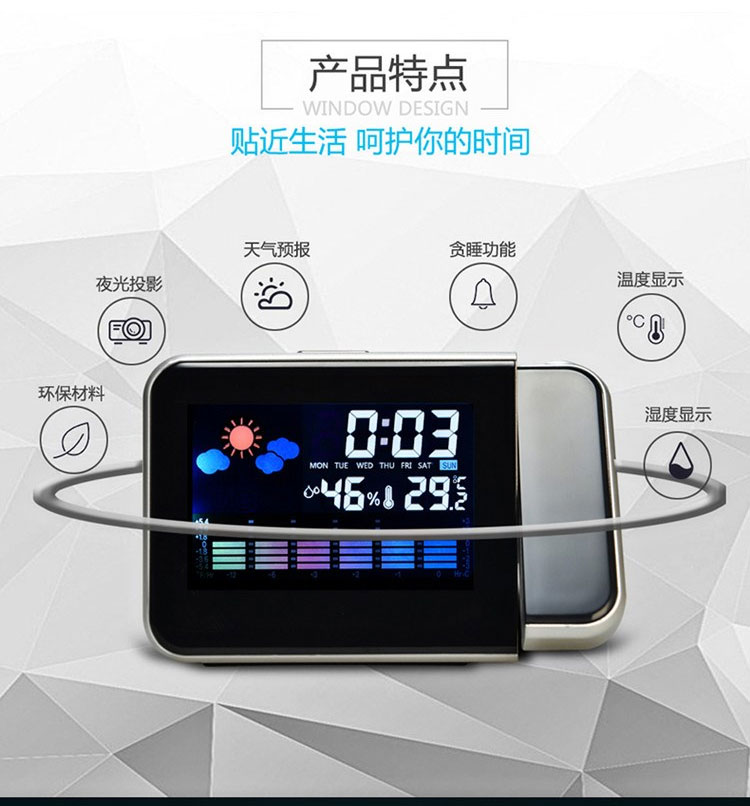 产品特点
WINDOW DESIGN
贴近生活 呵护你的时间
天气预报
贪睡功能
夜光投影
温度显示
°C
环保材料
湿度显示
0:03
MON TUE WED THU FRI SAT SUN
46% 29.2 °C